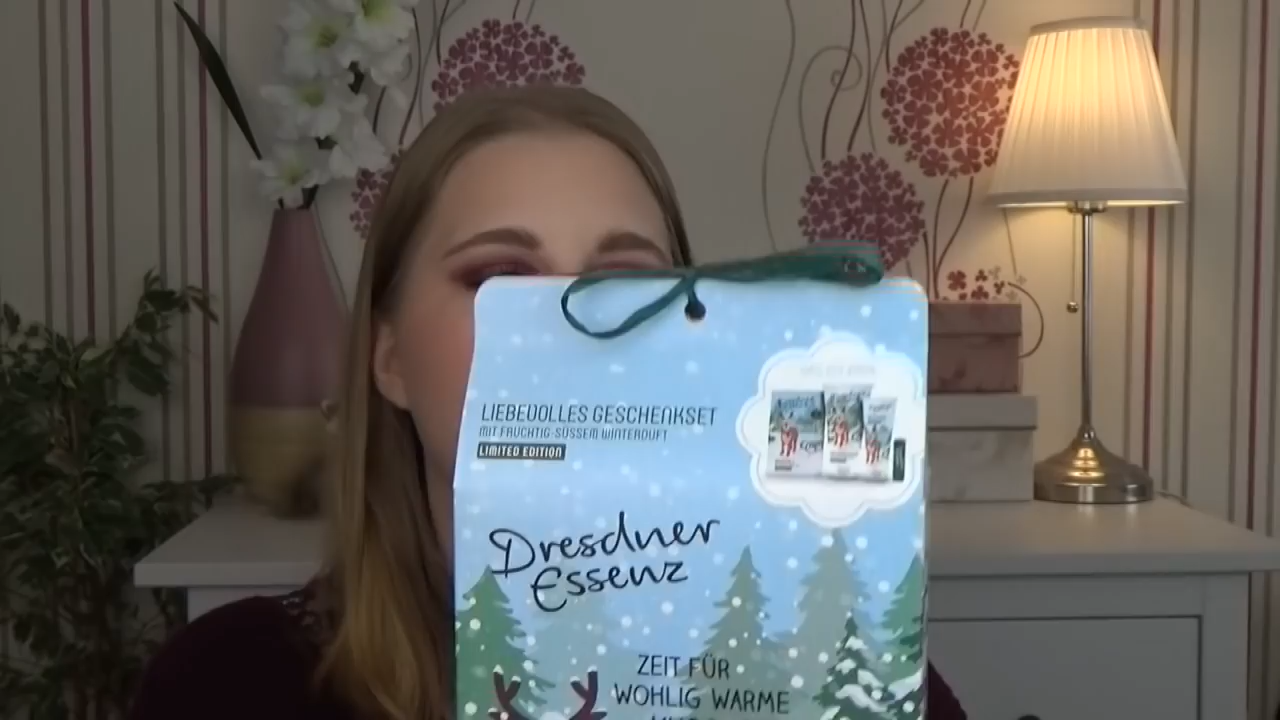 LIEBEVOLLES GESCHENKSET
MIT FRUCHTIG-SÜSSEM WINTERDUFT
LIMITED EDITION
Dresdner
Essenz
ZEIT FÜR
WOHLIG WARME